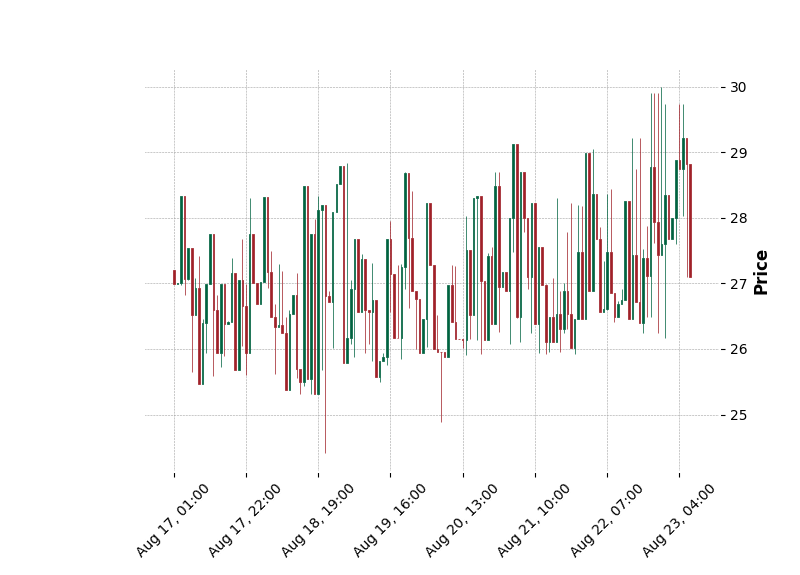 30
29
28
27
26
25
Price
Aug 17, 01:00
Aug 17, 22:00
Aug 18, 19:00
Aug 19, 16:00
Aug 20, 13:00
Aug 21, 10:00
Aug 22, 07:00
Aug 23, 04:00